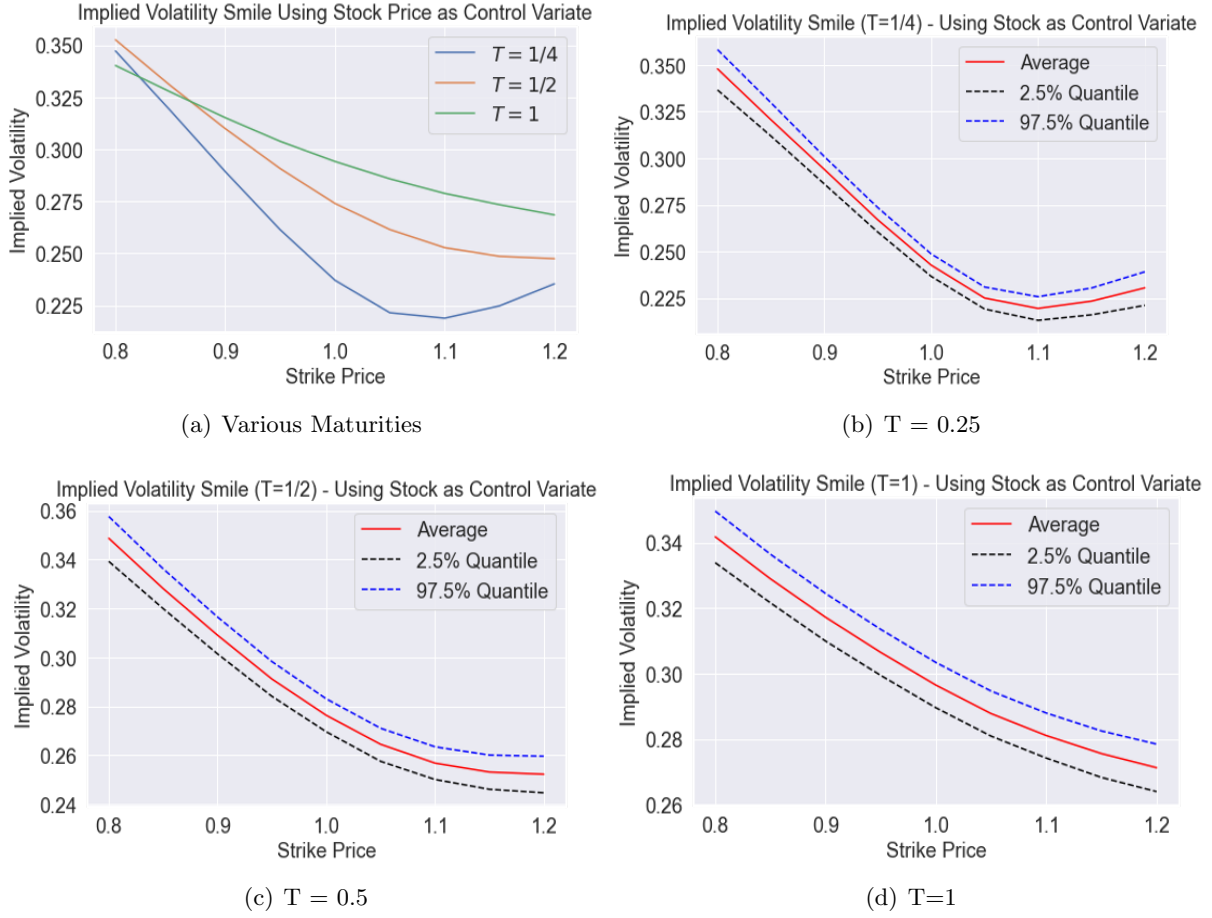 Implied Volatility Smile Using Stock Price as Control Variate
0.350
0.325
0.300
0.275
0.250
0.225
Implied Volatility
T = 1/4
T = 1/2
T = 1
0.8 0.9 1.0 1.1 1.2
Strike Price
(a) Various Maturities
Implied Volatility Smile (T=1/4) - Using Stock as Control Variate
0.350
0.325
0.300
0.275
0.250
0.225
Implied Volatility
Average
2.5% Quantile
97.5% Quantile
0.8 0.9 1.0 1.1 1.2
Strike Price
(b) T = 0.25
Implied Volatility Smile (T=1/2) - Using Stock as Control Variate
0.36
0.34
0.32
0.30
0.28
0.26
0.24
Implied Volatility
Average
2.5% Quantile
97.5% Quantile
0.8 0.9 1.0 1.1 1.2
Strike Price
(c) T = 0.5
Implied Volatility Smile (T=1) - Using Stock as Control Variate
0.34
0.32
0.30
0.28
0.26
Implied Volatility
Average
2.5% Quantile
97.5% Quantile
0.8 0.9 1.0 1.1 1.2
Strike Price
(d) T=1